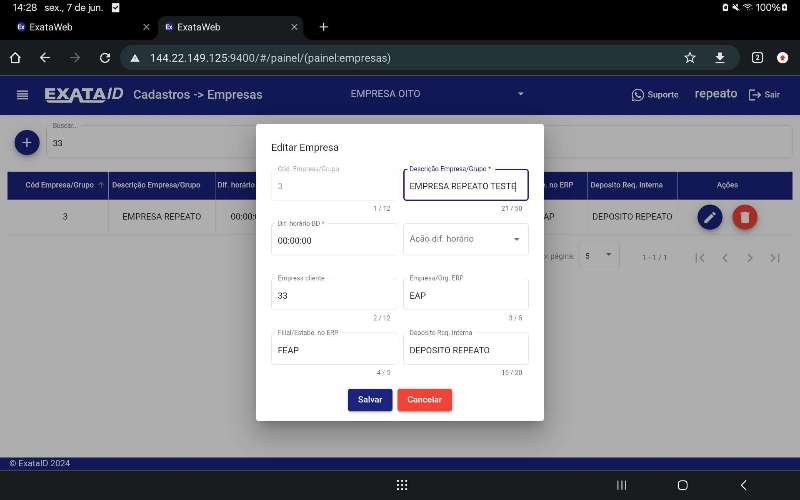 14:28 sex., 7 de jun.
100%
ExataWeb
ExataWeb
144.22.149.125:9400/#/painel/(painel:empresas)
2
EXATAID Cadastros -> Empresas
EMPRESA OITO
Suporte
repeato
Sair
Buscar..
33
Cód Empresa/Grupo
Descrição Empresa/Grupo
Dif. horário
no ERP
Deposito Req. Interna
Ações
3
EMPRESA REPEATO
00:00:
AP
DEPOSITO REPEATO
página:
5
1 - 1 / 1
Editar Empresa
Cód. Empresa/Grupo
3
1 / 12
Descrição Empresa/Grupo *
EMPRESA REPEATO TESTE
21 / 50
Dif. horário BD *
00:00:00
Ação dif. horário
Empresa cliente
33
2 / 12
Empresa/Org. ERP
EAP
3 / 5
Filial/Estabe. no ERP
FEAP
4 / 5
Deposito Req. Interna
DEPOSITO REPEATO
16 / 20
Salvar
Cancelar
© ExataID 2024